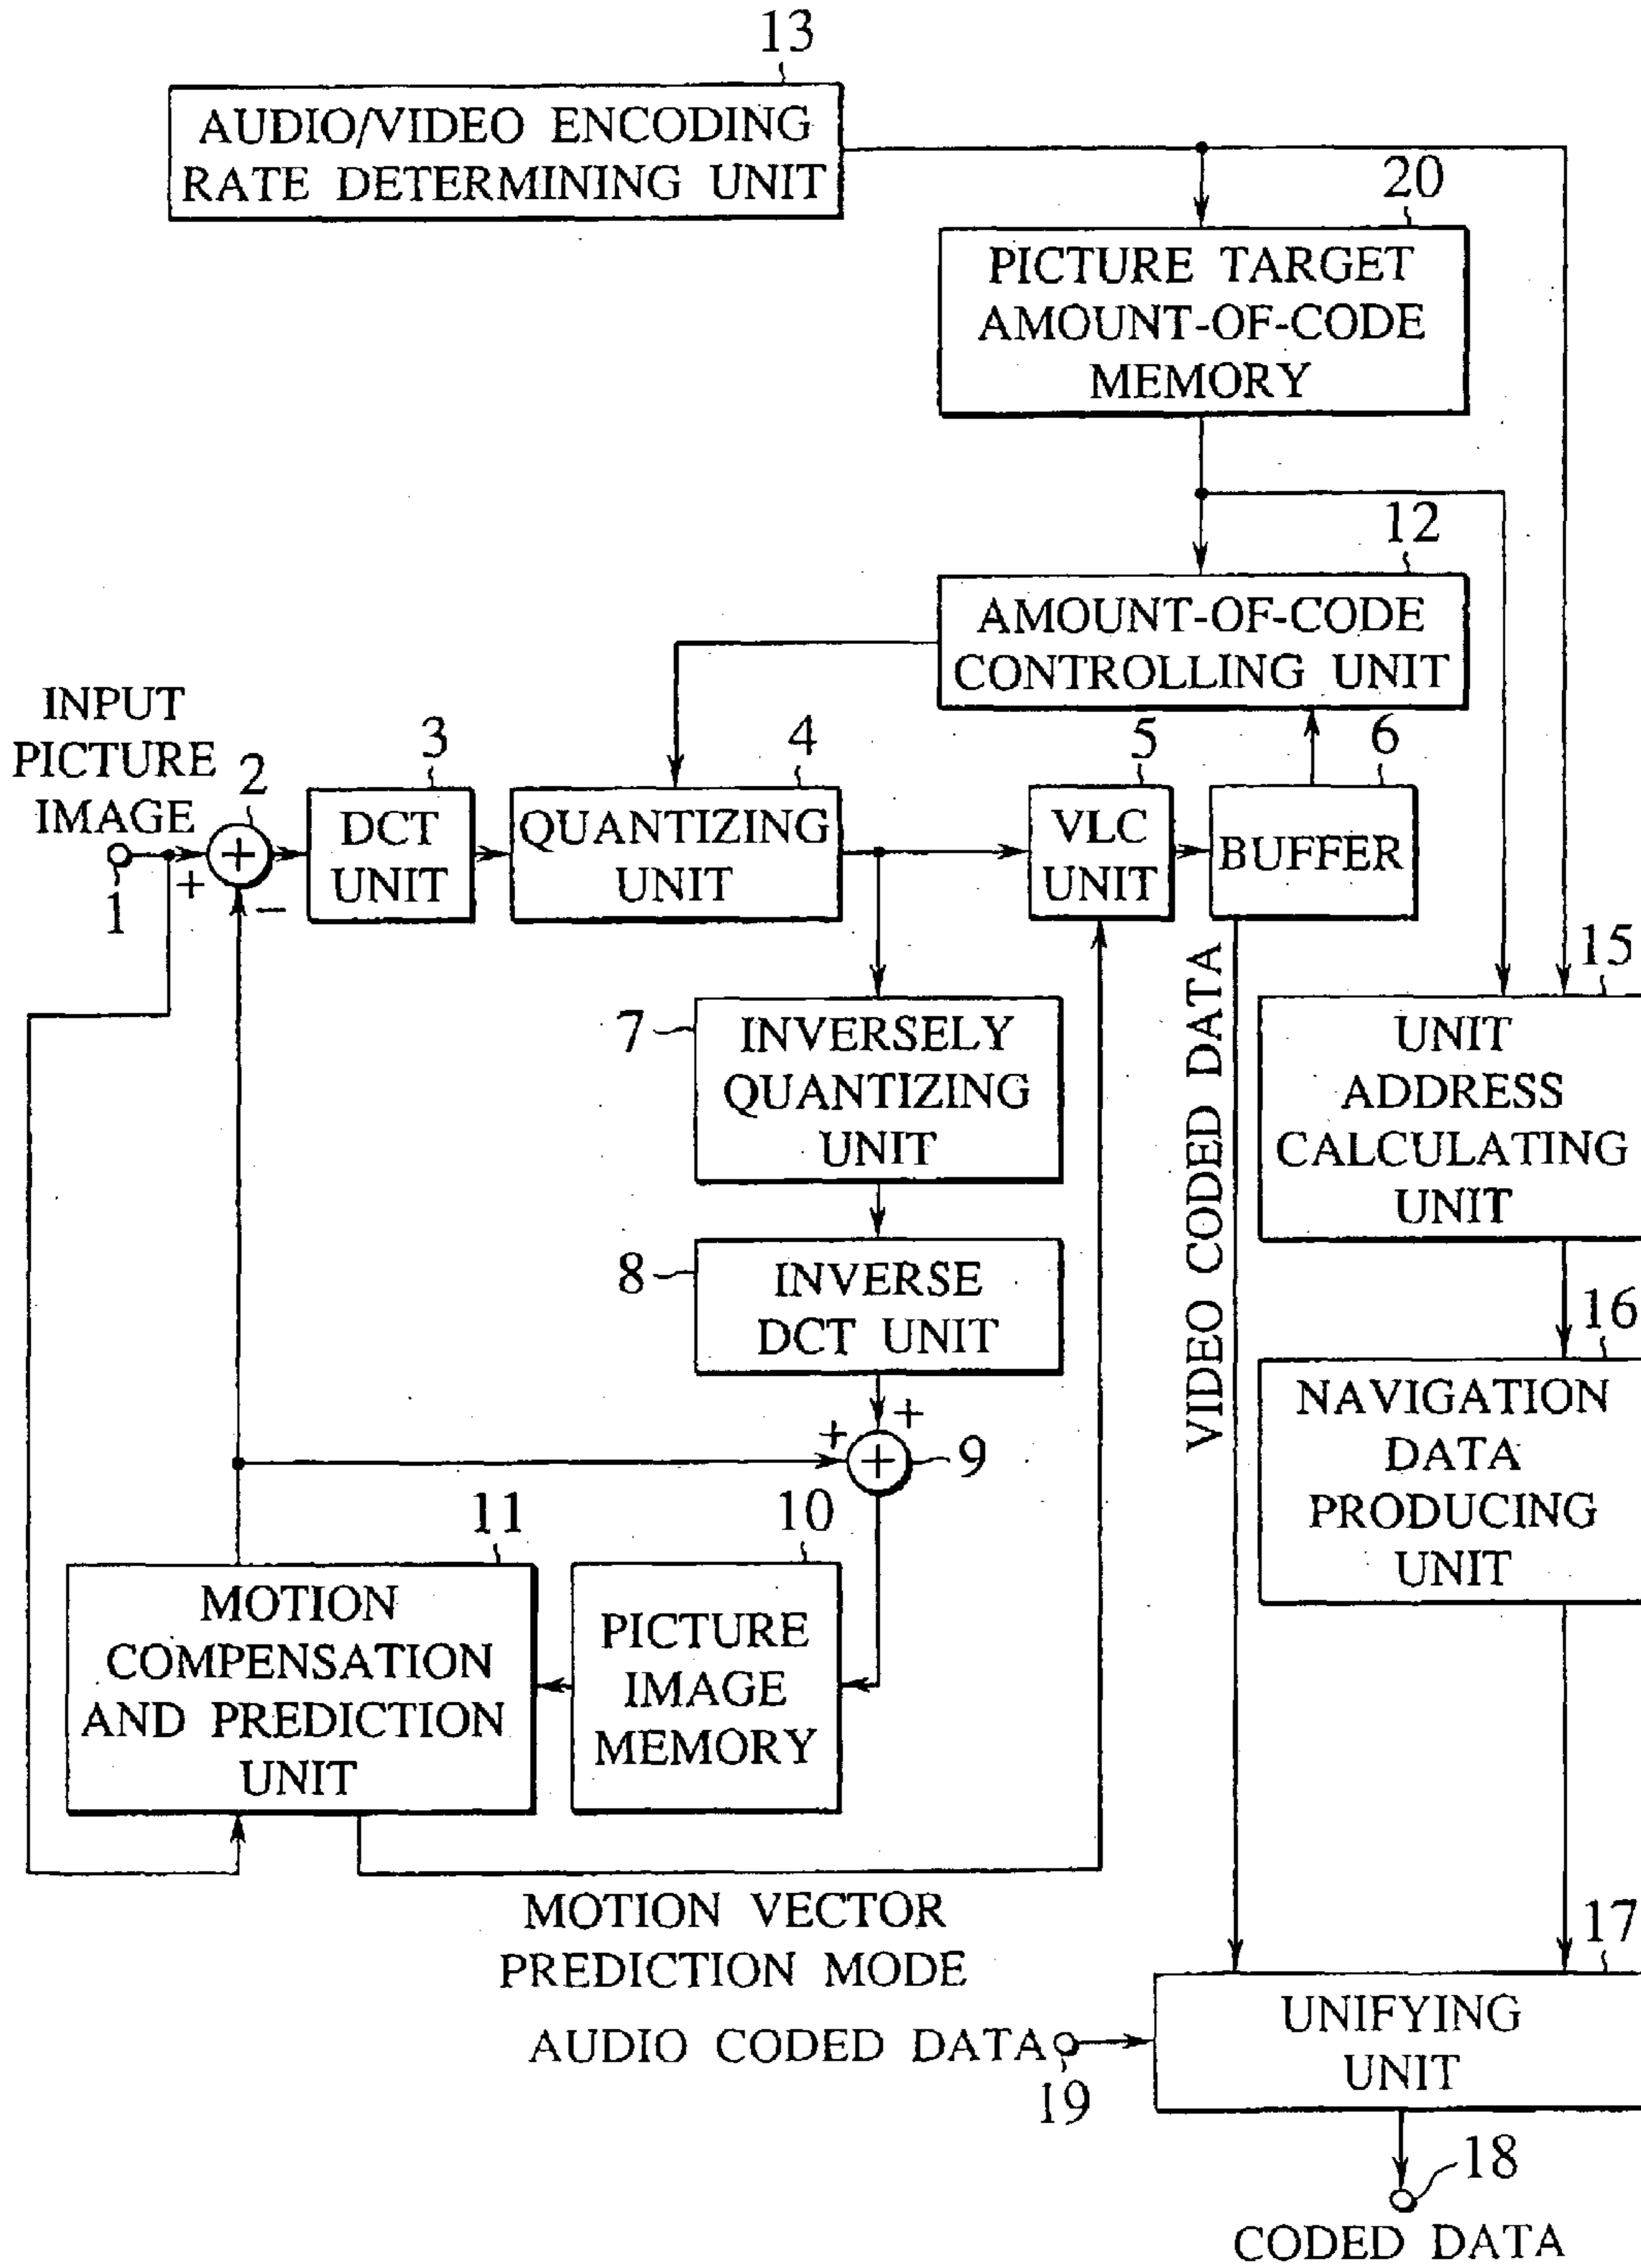 13
AUDIO/VIDEO ENCODING
RATE DETERMINING UNIT
20
PICTURE TARGET
AMOUNT-OF-CODE
MEMORY
12
AMOUNT-OF-CODE
CONTROLLING UNIT
INPUT
PICTURE
IMAGE
1
+
−
2
+
3
DCT
UNIT
4
QUANTIZING
UNIT
5
VLC
UNIT
6
BUFFER
7
INVERSELY
QUANTIZING
UNIT
8
INVERSE
DCT UNIT
+
+
+
9
10
PICTURE
IMAGE
MEMORY
11
MOTION
COMPENSATION
AND PREDICTION
UNIT
MOTION VECTOR
PREDICTION MODE
VIDEO CODED DATA
15
UNIT
ADDRESS
CALCULATING
UNIT
16
NAVIGATION
DATA
PRODUCING
UNIT
17
UNIFYING
UNIT
AUDIO CODED DATA
19
18
CODED DATA